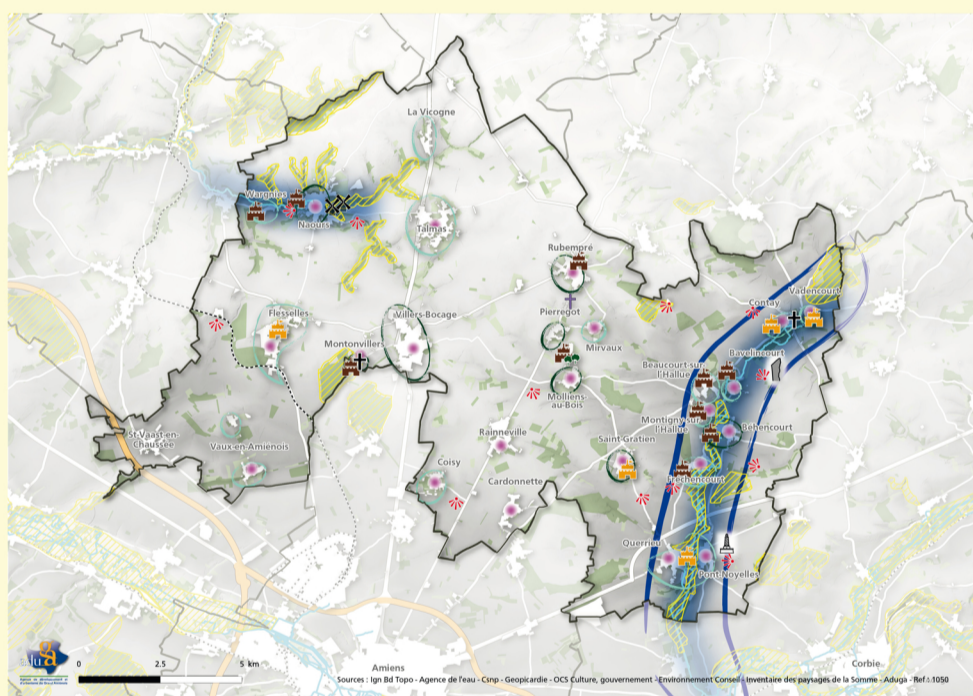 La Vicogne
Wargnies
Naours
Talmas
Rubempré
Vadencourt
Contay
Flesselles
Villers-Bocage
Pierregot
Mirvaux
Montonvillers
Bavelincourt
Beaucourt-sur-
l'Hallue
Molliens-
au-Bois
Montigny-sur-
l'Hallue
Béhencourt
St-Vaast-en-
Chaussée
Vaux-en-Amienois
Rainneville
Saint-Gratien
Coisy
Cardonnette
Fréchencourt
Querrieu
Pont-Noyelles
0 2.5 5 km
Amiens
Corbie
Sources : Ign Bd Topo - Agence de l'eau - Csnp - Geopicardie - OCS Culture, gouvernement - Environnement Conseil - Inventaire des paysages de la Somme - Aduga - Ref : 1050